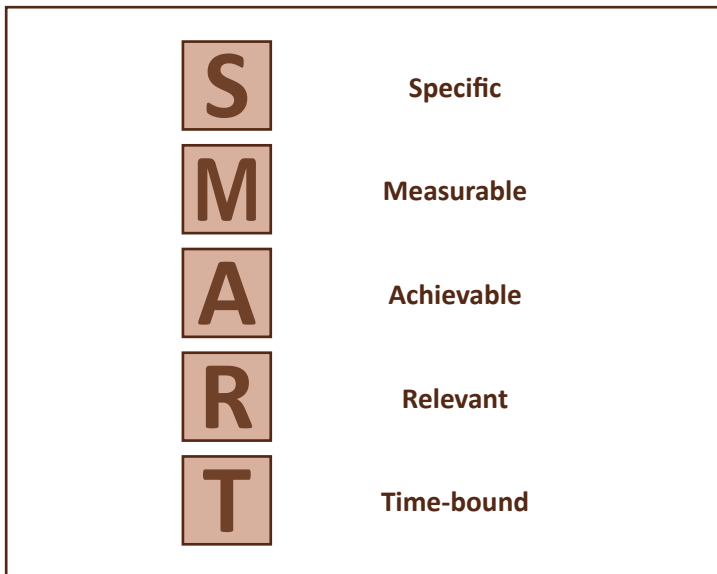 S Specific
M Measurable
A Achievable
R Relevant
T Time-bound